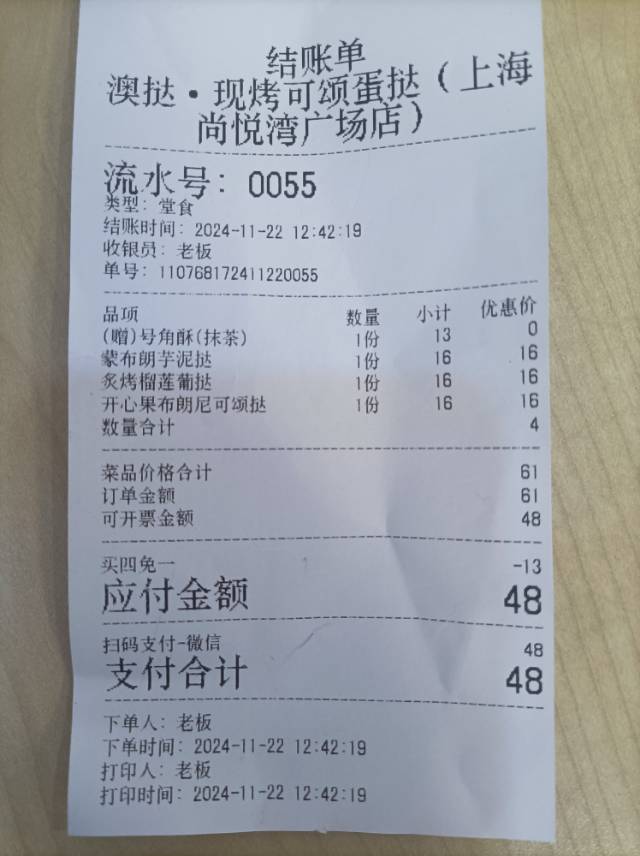 结账单
澳挞·现烤可颂蛋挞（上海
尚悦湾广场店）
流水号: 0055
类型: 堂食
结账时间: 2024-11-22 12:42:19
收银员: 老板
单号: 110768172411220055
品项 数量 小计 优惠价
(赠)号角酥(抹茶) 1份 13 0
蒙布朗芋泥挞 1份 16 16
炙烤榴莲葡挞 1份 16 16
开心果布朗尼可颂挞 1份 16 16
数量合计 4
菜品价格合计 61
订单金额 61
可开票金额 48
买四免一 -13
应付金额 48
扫码支付-微信 48
支付合计 48
下单人: 老板
下单时间: 2024-11-22 12:42:19
打印人: 老板
打印时间: 2024-11-22 12:42:19